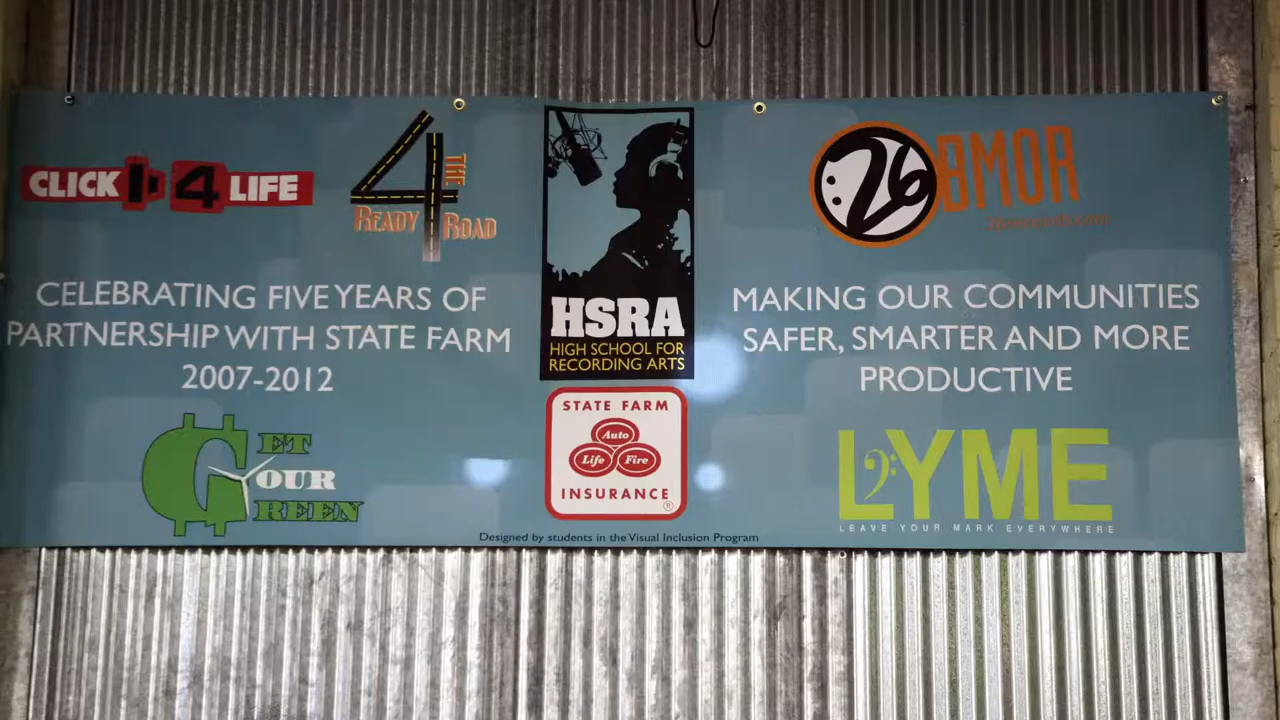 CLICK 4 LIFE
4
THE
READY ROAD
CELEBRATING FIVE YEARS OF
PARTNERSHIP WITH STATE FARM
2007-2012
GET
YOUR
GREEN
HSRA
HIGH SCHOOL FOR
RECORDING ARTS
STATE FARM
Auto
Life Fire
INSURANCE
®
Designed by students in the Visual Inclusion Program
26 BMOR
MAKING OUR COMMUNITIES
SAFER, SMARTER AND MORE
PRODUCTIVE
LYME
LEAVE YOUR MARK EVERYWHERE